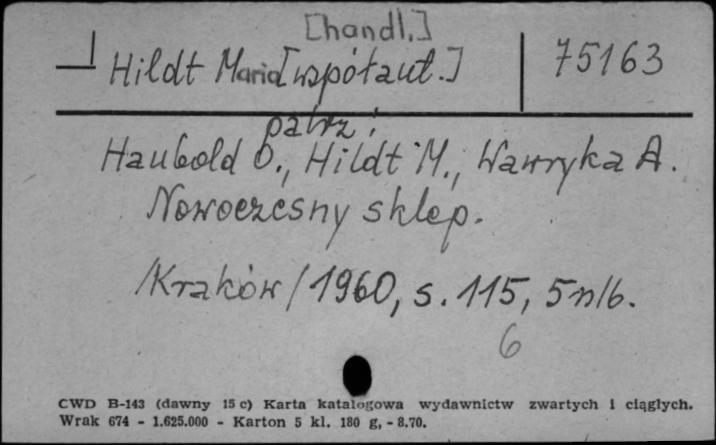 [handl.]
Hildt Maria [współaut.] 75163
patrz:
Haubold O., Hildt M., Wawryka A.
Nowoczesny sklep.
/Kraków/ 1960, s. 115, 5 nlb.
6
CWD B-143 (dawny 15 c) Karta katalogowa wydawnictw zwartych i ciągłych.
Wrak 674 - 1.625.000 - Karton 5 kl. 180 g, - 8.70.